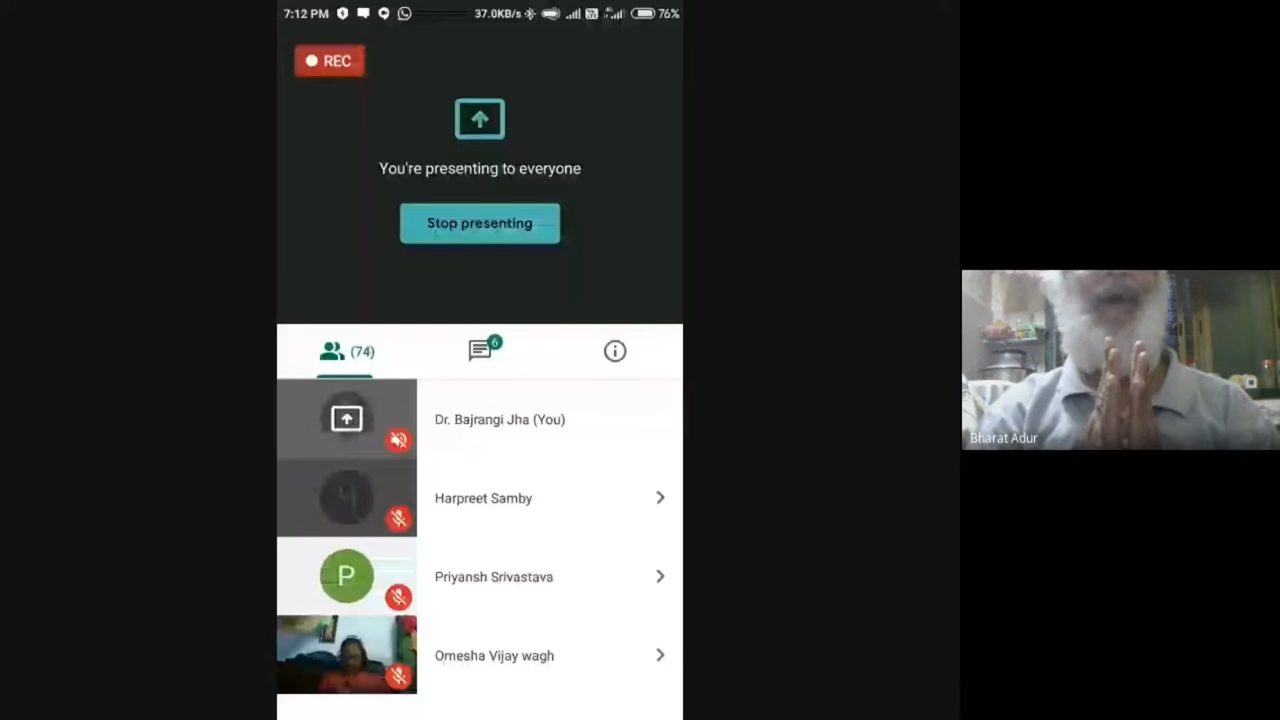 7:12 PM
37.0KB/s
76%
REC
You're presenting to everyone
Stop presenting
(74)
6
Dr. Bajrangi Jha (You)
Harpreet Samby
P
Priyansh Srivastava
Omesha Vijay wagh
Bharat Adur